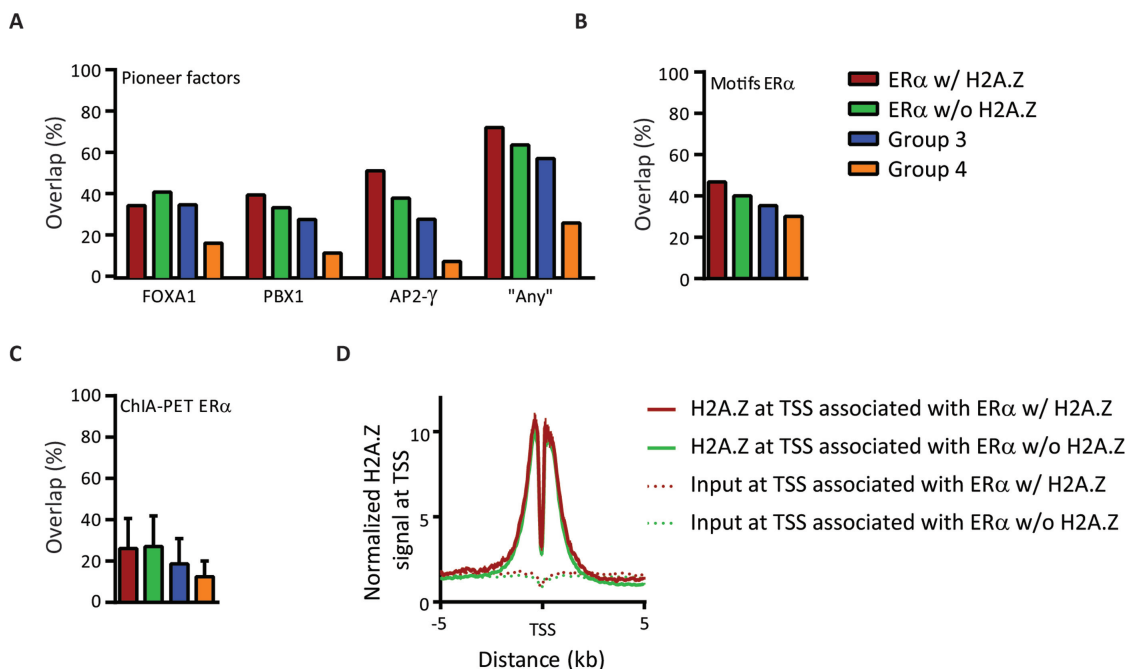 A
Pioneer factors
100
80
60
40
20
0
Overlap (%)
FOXA1 PBX1 AP2-γ "Any"
B
Motifs ERα
100
80
60
40
20
0
Overlap (%)
ERα w/ H2A.Z
ERα w/o H2A.Z
Group 3
Group 4
C
ChIA-PET ERα
100
80
60
40
20
0
Overlap (%)
D
Normalized H2A.Z
signal at TSS
10
5
0
-5 TSS 5
Distance (kb)
H2A.Z at TSS associated with ERα w/ H2A.Z
H2A.Z at TSS associated with ERα w/o H2A.Z
Input at TSS associated with ERα w/ H2A.Z
Input at TSS associated with ERα w/o H2A.Z